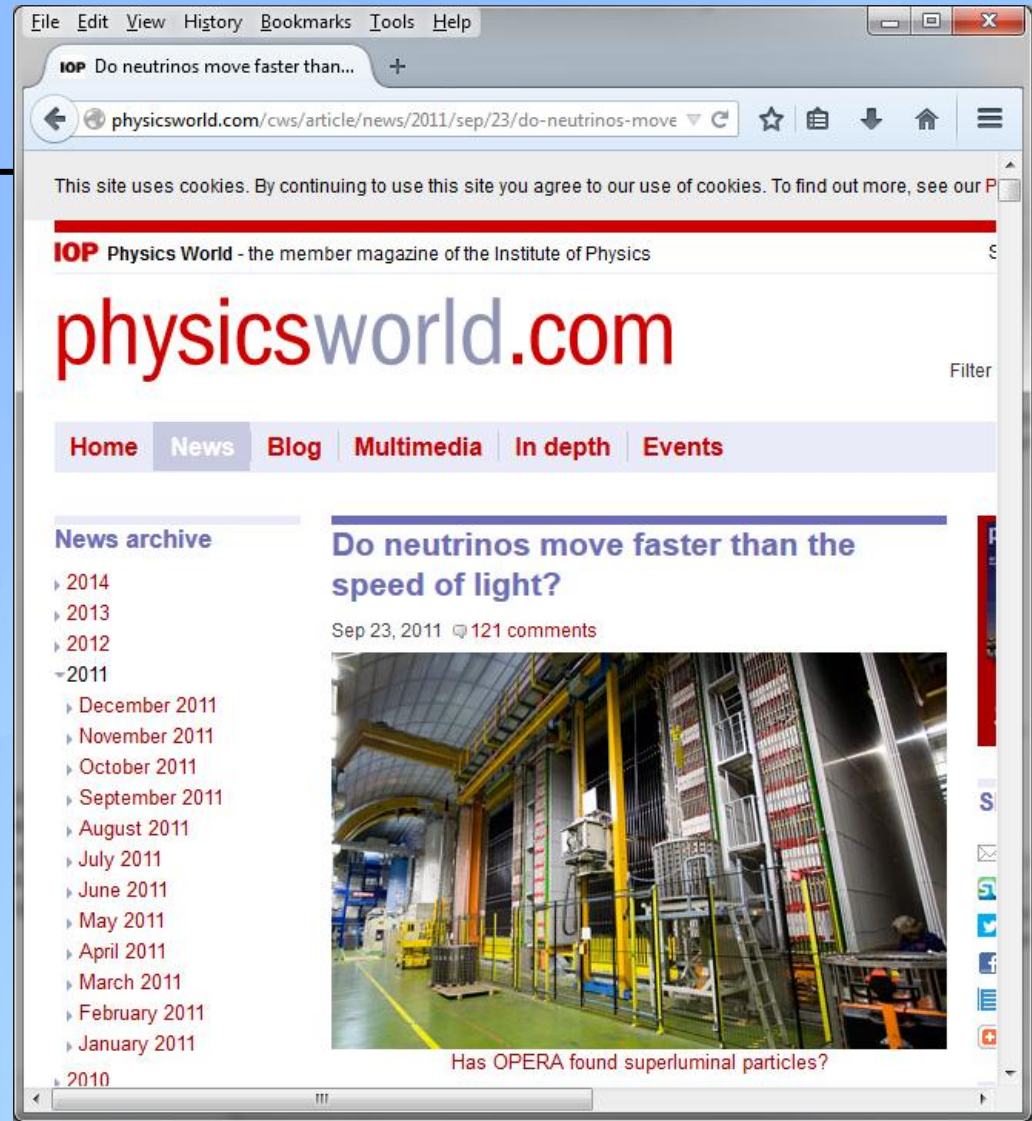 File Edit View History Bookmarks Tools Help
IOP Do neutrinos move faster than... +
physicsworld.com/cws/article/news/2011/sep/23/do-neutrinos-move
This site uses cookies. By continuing to use this site you agree to our use of cookies. To find out more, see our P
IOP Physics World - the member magazine of the Institute of Physics
physicsworld.com
Filter
Home News Blog Multimedia In depth Events
News archive
2014
2013
2012
2011
December 2011
November 2011
October 2011
September 2011
August 2011
July 2011
June 2011
May 2011
April 2011
March 2011
February 2011
January 2011
2010
Do neutrinos move faster than the
speed of light?
Sep 23, 2011 121 comments
Has OPERA found superluminal particles?